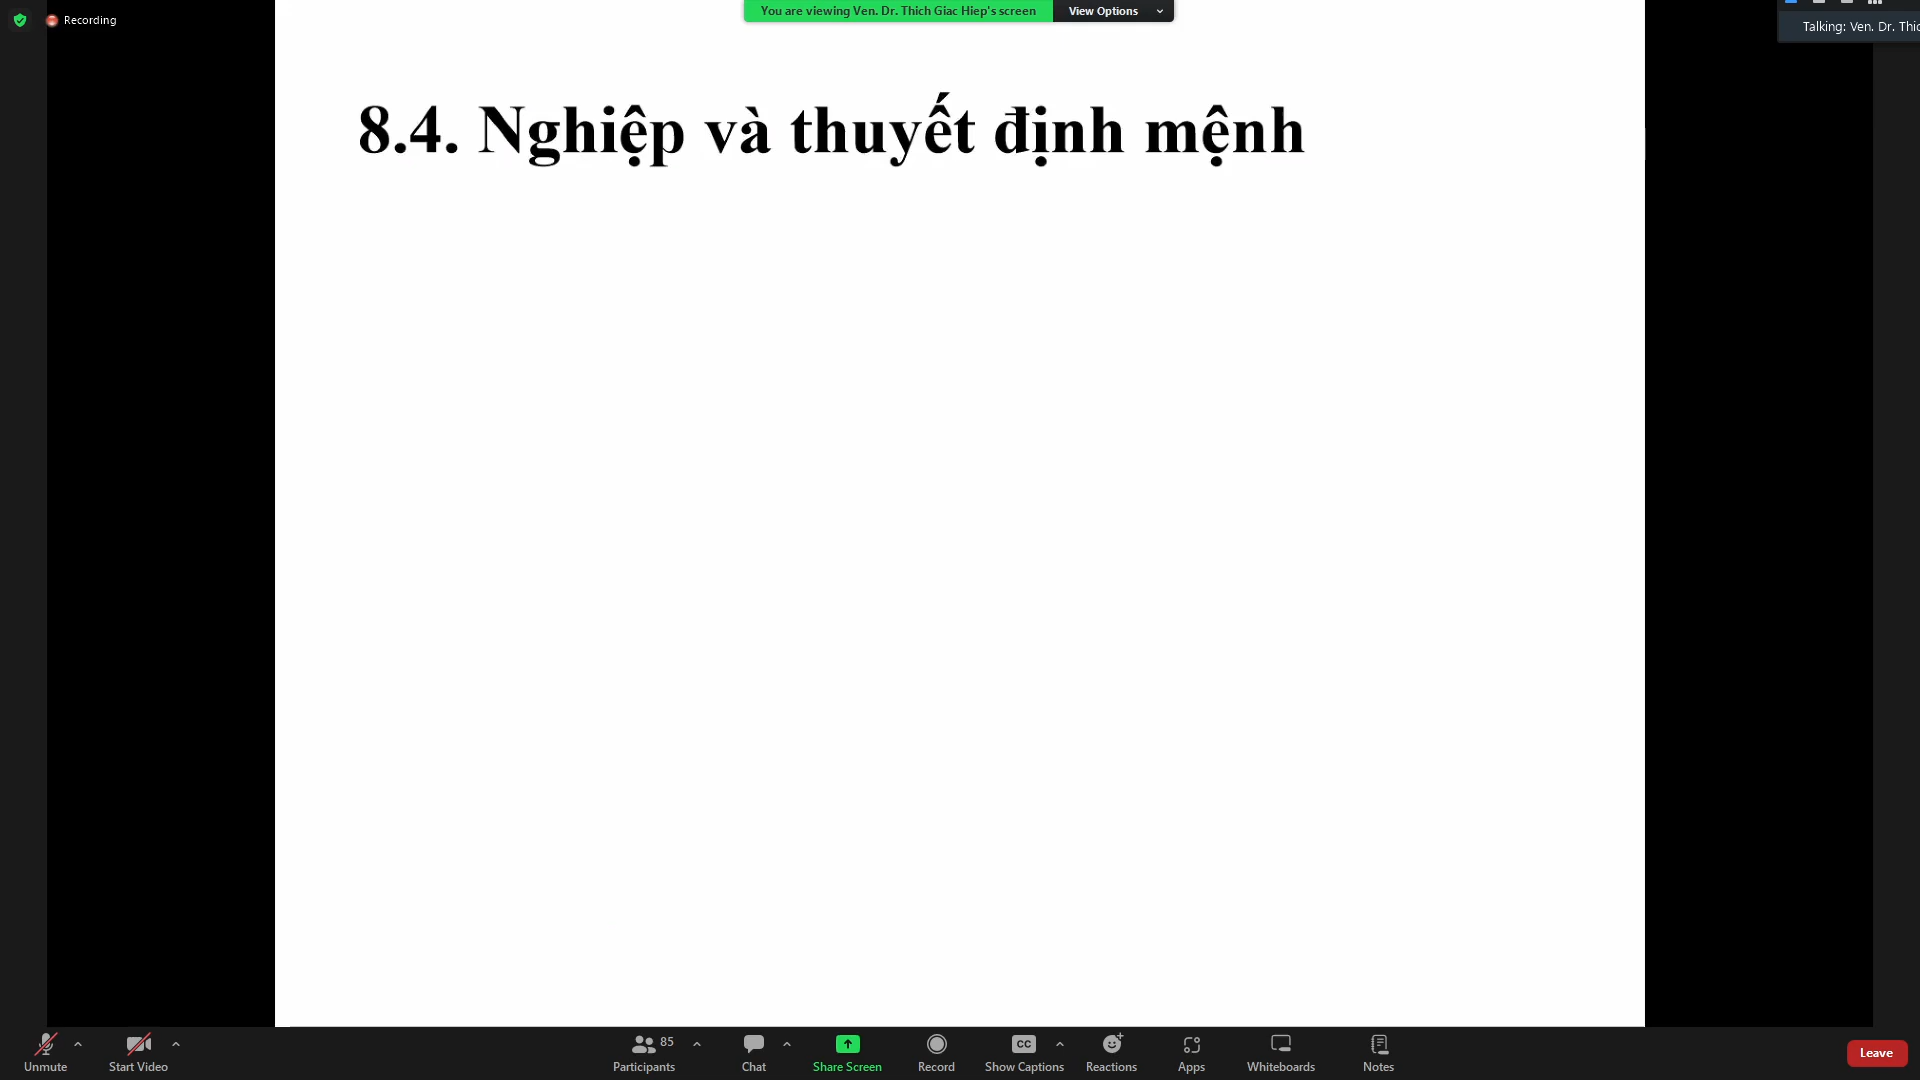 Recording
You are viewing Ven. Dr. Thich Giac Hiep's screen
View Options
Talking: Ven. Dr.
8.4. Nghiệp và thuyết định mệnh
Unmute
Start Video
85
Participants
Chat
Share Screen
Record
CC
Show Captions
Reactions
Apps
Whiteboards
Notes
Leave